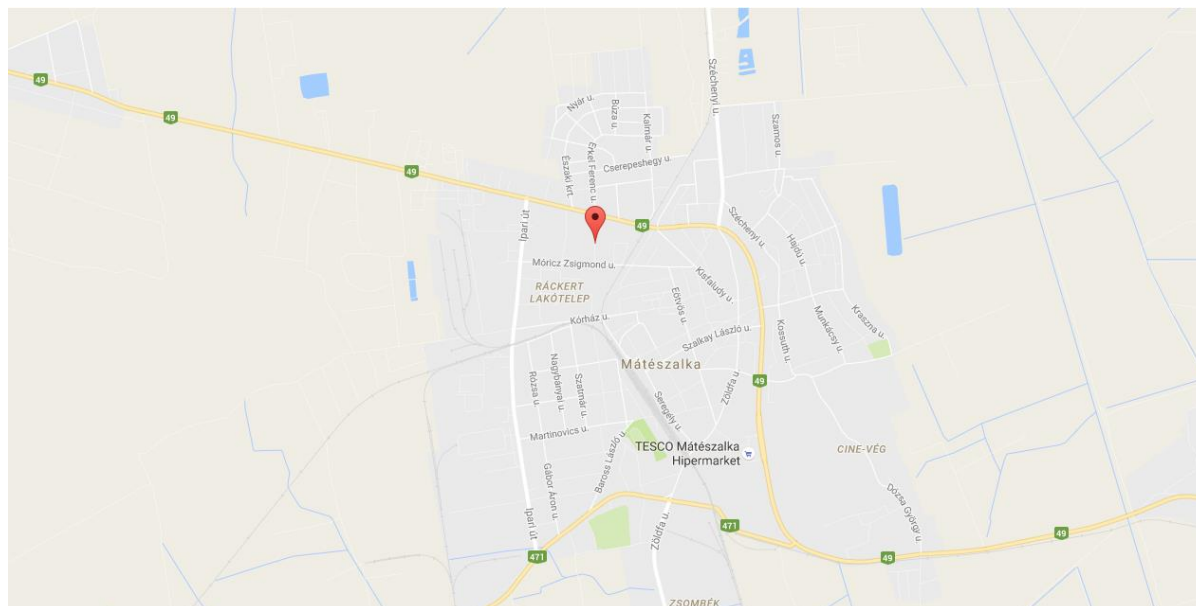 49
49
49
49
49
49
49
471
471
Széchenyi u.
Nyár u.
Búza u.
Kalmár u.
Szamos u.
Cserepeshegy u.
Erkel Ferenc u.
Északi krt.
Ipari út
Széchenyi u.
Hajdú u.
Móricz Zsigmond u.
Kisfaludy u.
RÁCKERT
LAKÓTELEP
Eötvös u.
Kórház u.
Munkácsy u.
Kraszna u.
Kossuth u.
Szalkay László u.
Mátészalka
Rózsa u.
Nagybányai u.
Szatmár u.
Zöldfa u.
Seregély u.
Martinovics u.
Baross László u.
TESCO Mátészalka
Hipermarket
CINE-VÉG
Gábor Áron u.
Ipari út
Zöldfa u.
Dózsa György u.
ZSOMBÉK